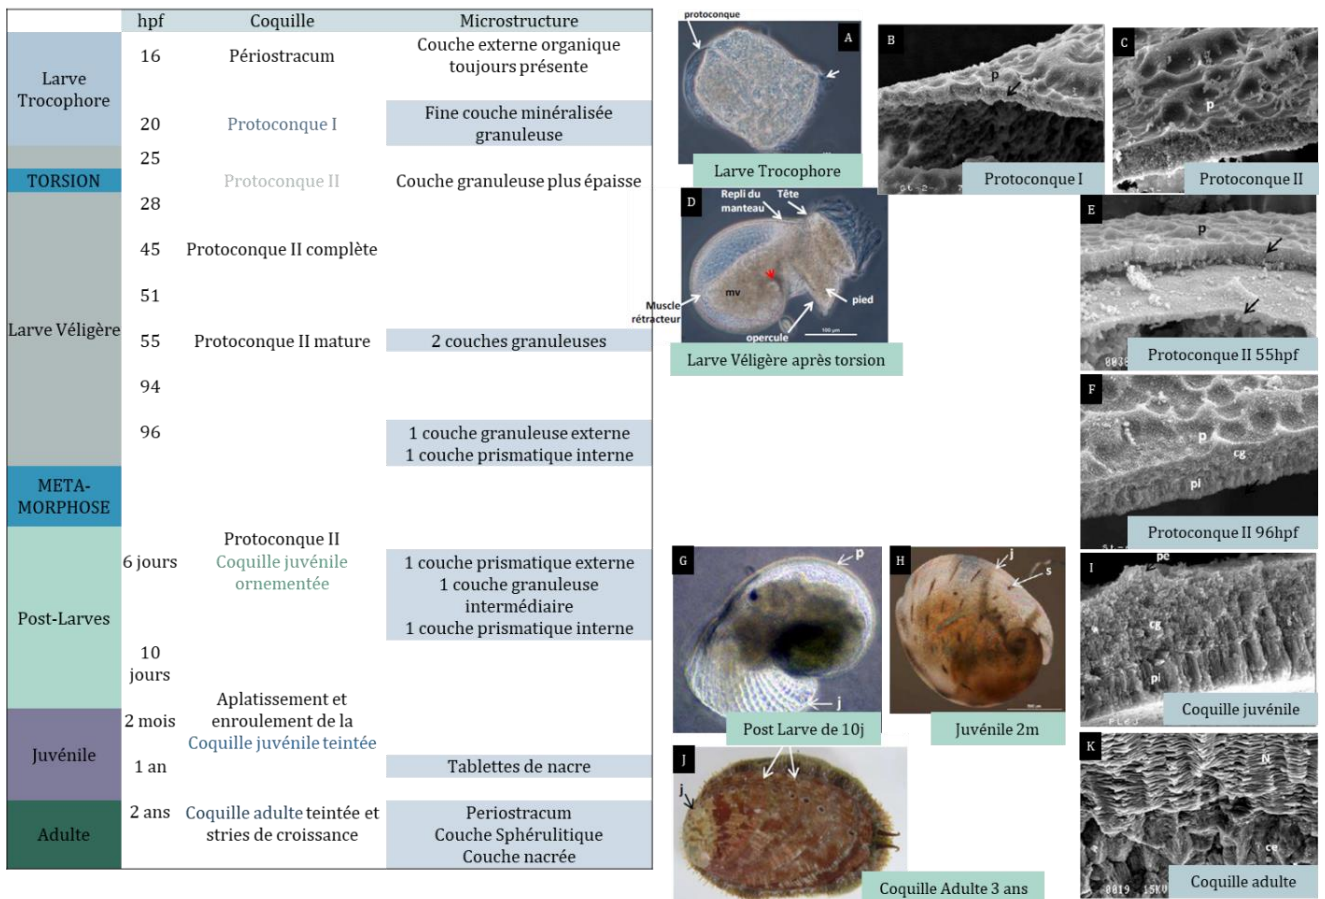 hpf
Coquille
Microstructure
Larve
Trocophore
16
Périostracum
Couche externe organique
toujours présente
20
Protoconque I
Fine couche minéralisée
granuleuse
25
TORSION
Protoconque II
Couche granuleuse plus épaisse
28
45
Protoconque II complète
51
Larve Véligère
55
Protoconque II mature
2 couches granuleuses
94
96
1 couche granuleuse externe
1 couche prismatique interne
META-
MORPHOSE
Post-Larves
6 jours
Protoconque II
Coquille juvénile
ornementée
1 couche prismatique externe
1 couche granuleuse
intermédiaire
1 couche prismatique interne
10
jours
Juvénile
2 mois
Aplatissement et
enroulement de la
Coquille juvénile teintée
1 an
Tablettes de nacre
Adulte
2 ans
Coquille adulte teintée et
stries de croissance
Periostracum
Couche Sphérulitique
Couche nacrée
protoconque
A
Larve Trocophore
B
p
Protoconque I
C
p
Protoconque II
D
Repli du
manteau
Tête
mv
Muscle
rétracteur
pied
opercule
100 µm
Larve Véligère après torsion
E
p
Protoconque II 55hpf
F
p
cg
pi
Protoconque II 96hpf
G
p
j
Post Larve de 10j
H
j
s
Juvénile 2m
I
pe
cg
pi
Coquille juvénile
J
j
Coquille Adulte 3 ans
K
N
ce
0819 15KV
Coquille adulte